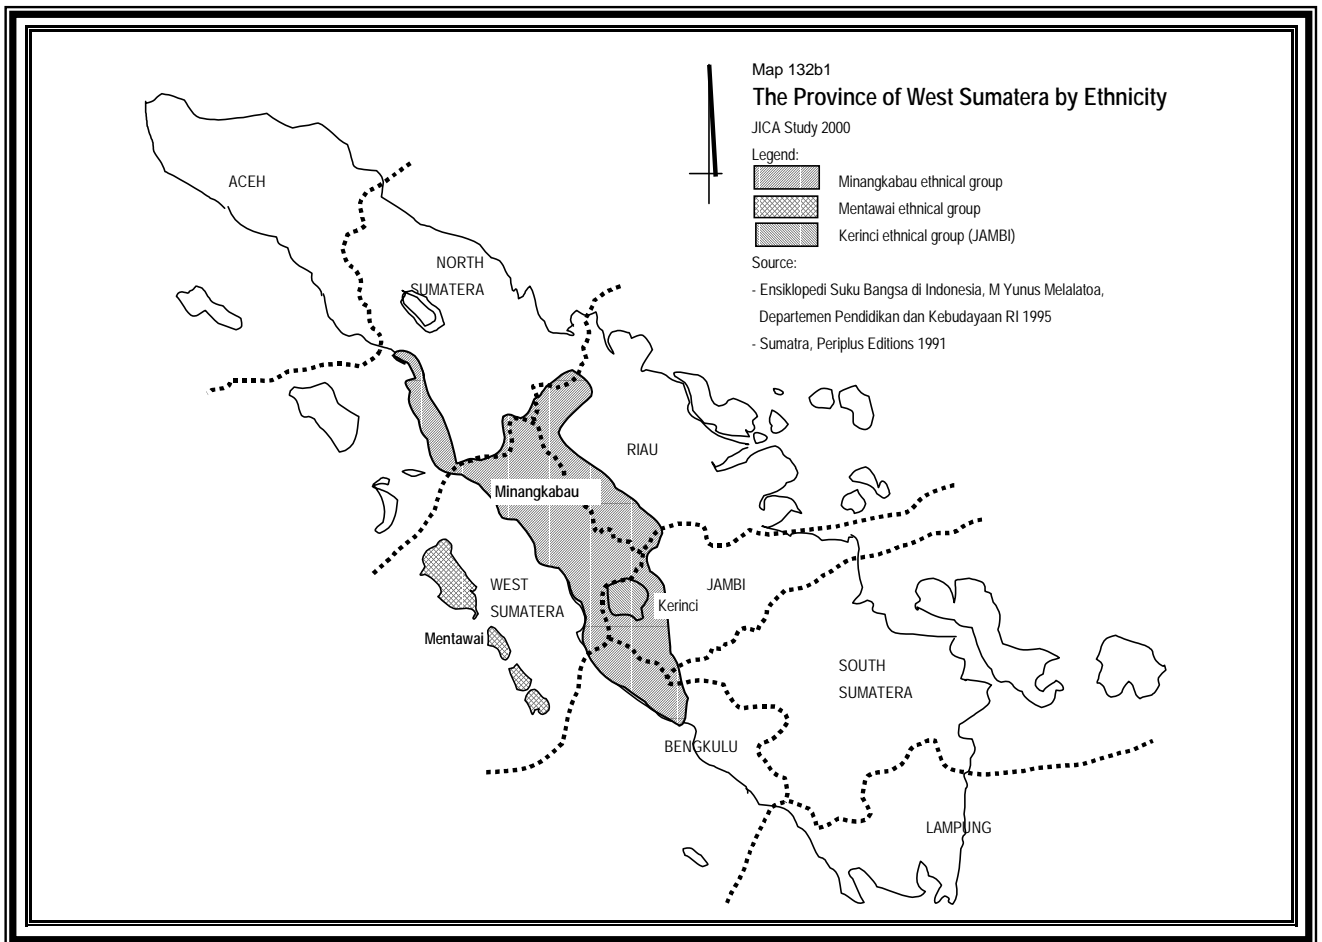 Map 132b1
The Province of West Sumatera by Ethnicity
JICA Study 2000
Legend:
Minangkabau ethnical group
Mentawai ethnical group
Kerinci ethnical group (JAMBI)
Source:
- Ensiklopedi Suku Bangsa di Indonesia, M Yunus Melalatoa,
Departemen Pendidikan dan Kebudayaan RI 1995
- Sumatra, Periplus Editions 1991
ACEH
NORTH
SUMATERA
RIAU
Minangkabau
WEST
SUMATERA
JAMBI
Kerinci
Mentawai
SOUTH
SUMATERA
BENGKULU
LAMPUNG